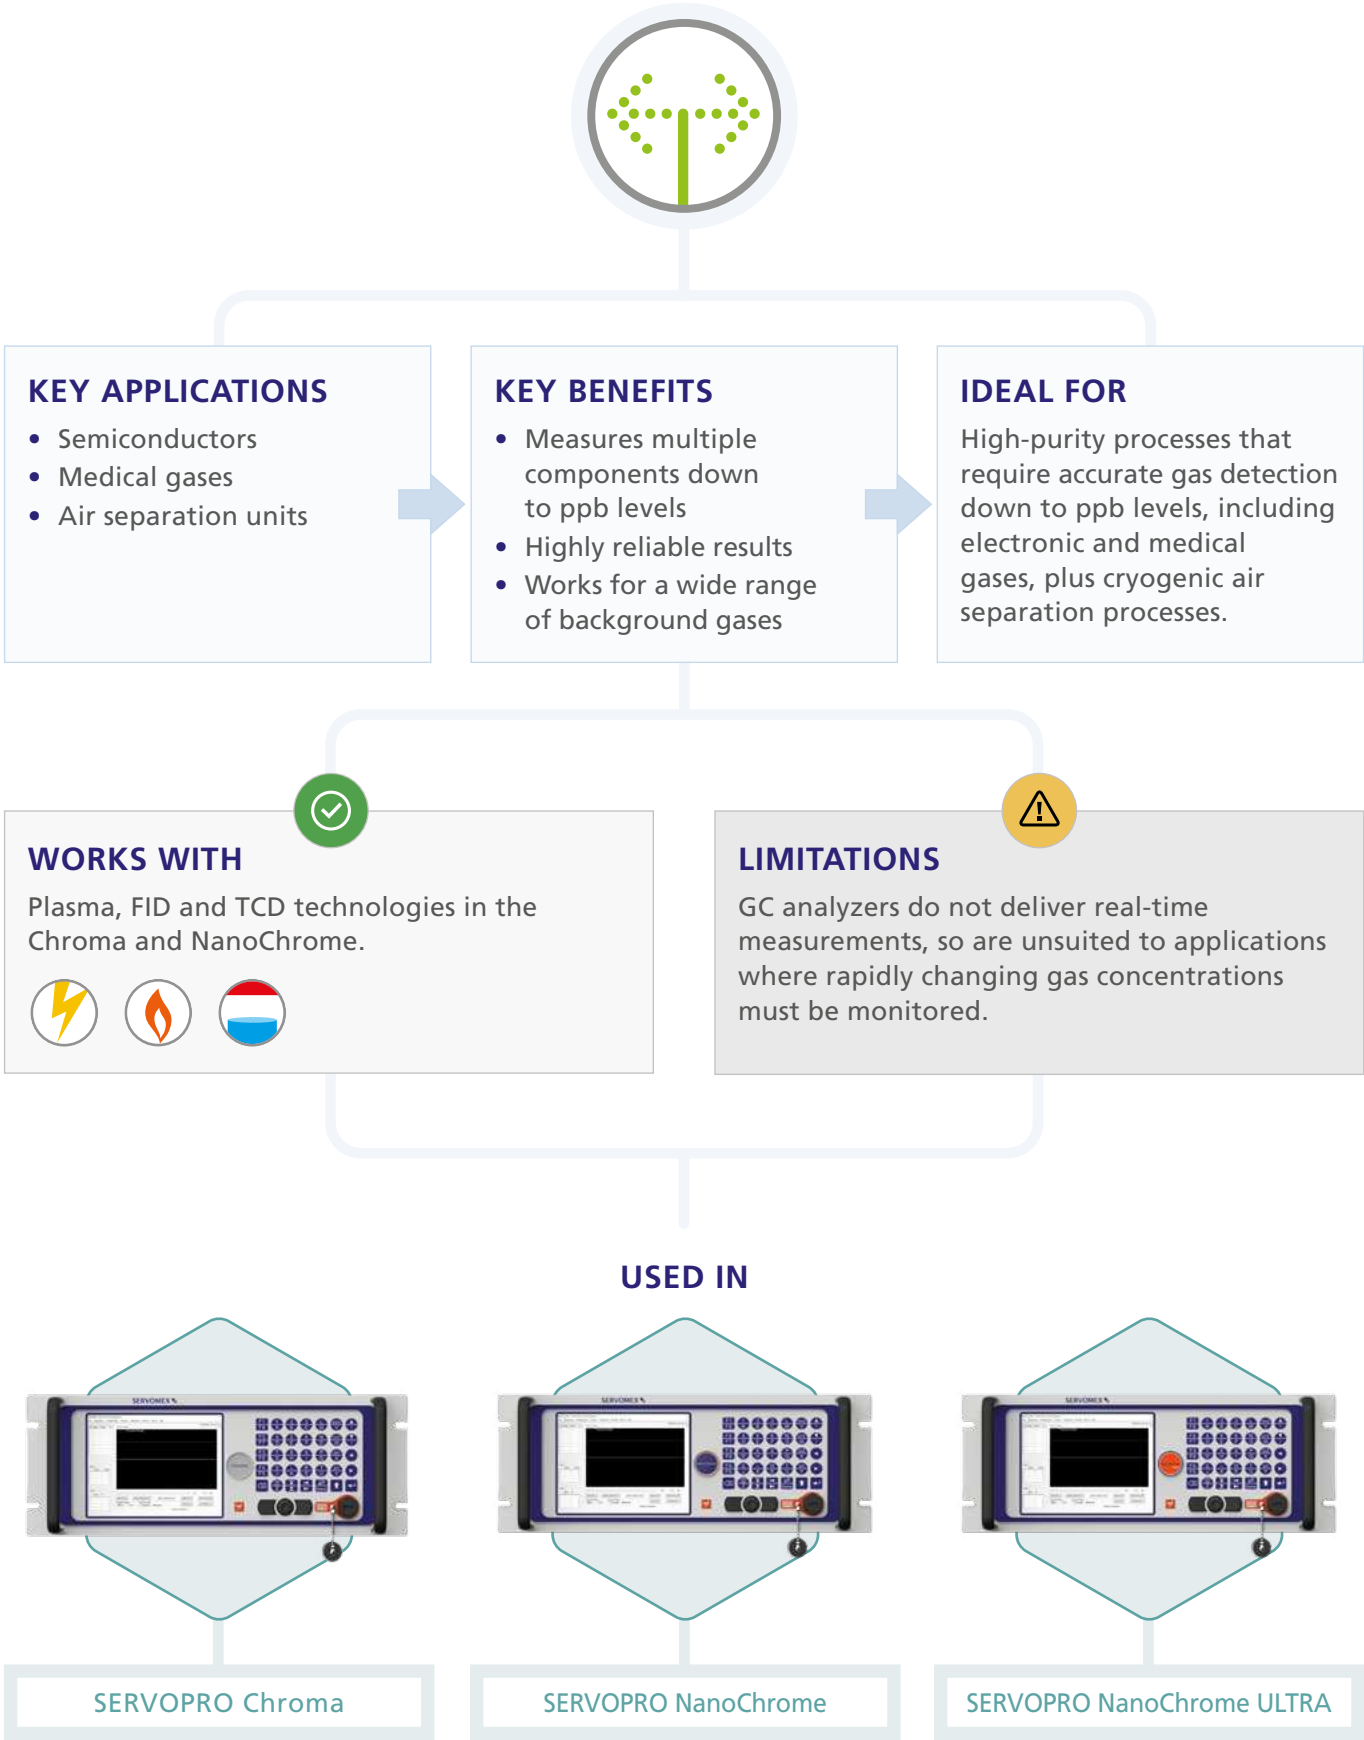 KEY APPLICATIONS
• Semiconductors
• Medical gases
• Air separation units
KEY BENEFITS
• Measures multiple
components down
to ppb levels
• Highly reliable results
• Works for a wide range
of background gases
IDEAL FOR
High-purity processes that
require accurate gas detection
down to ppb levels, including
electronic and medical
gases, plus cryogenic air
separation processes.
WORKS WITH
Plasma, FID and TCD technologies in the
Chroma and NanoChrome.
LIMITATIONS
GC analyzers do not deliver real-time
measurements, so are unsuited to applications
where rapidly changing gas concentrations
must be monitored.
USED IN
SERVOMEX
SERVOMEX
SERVOMEX
SERVOPRO Chroma
SERVOPRO NanoChrome
SERVOPRO NanoChrome ULTRA